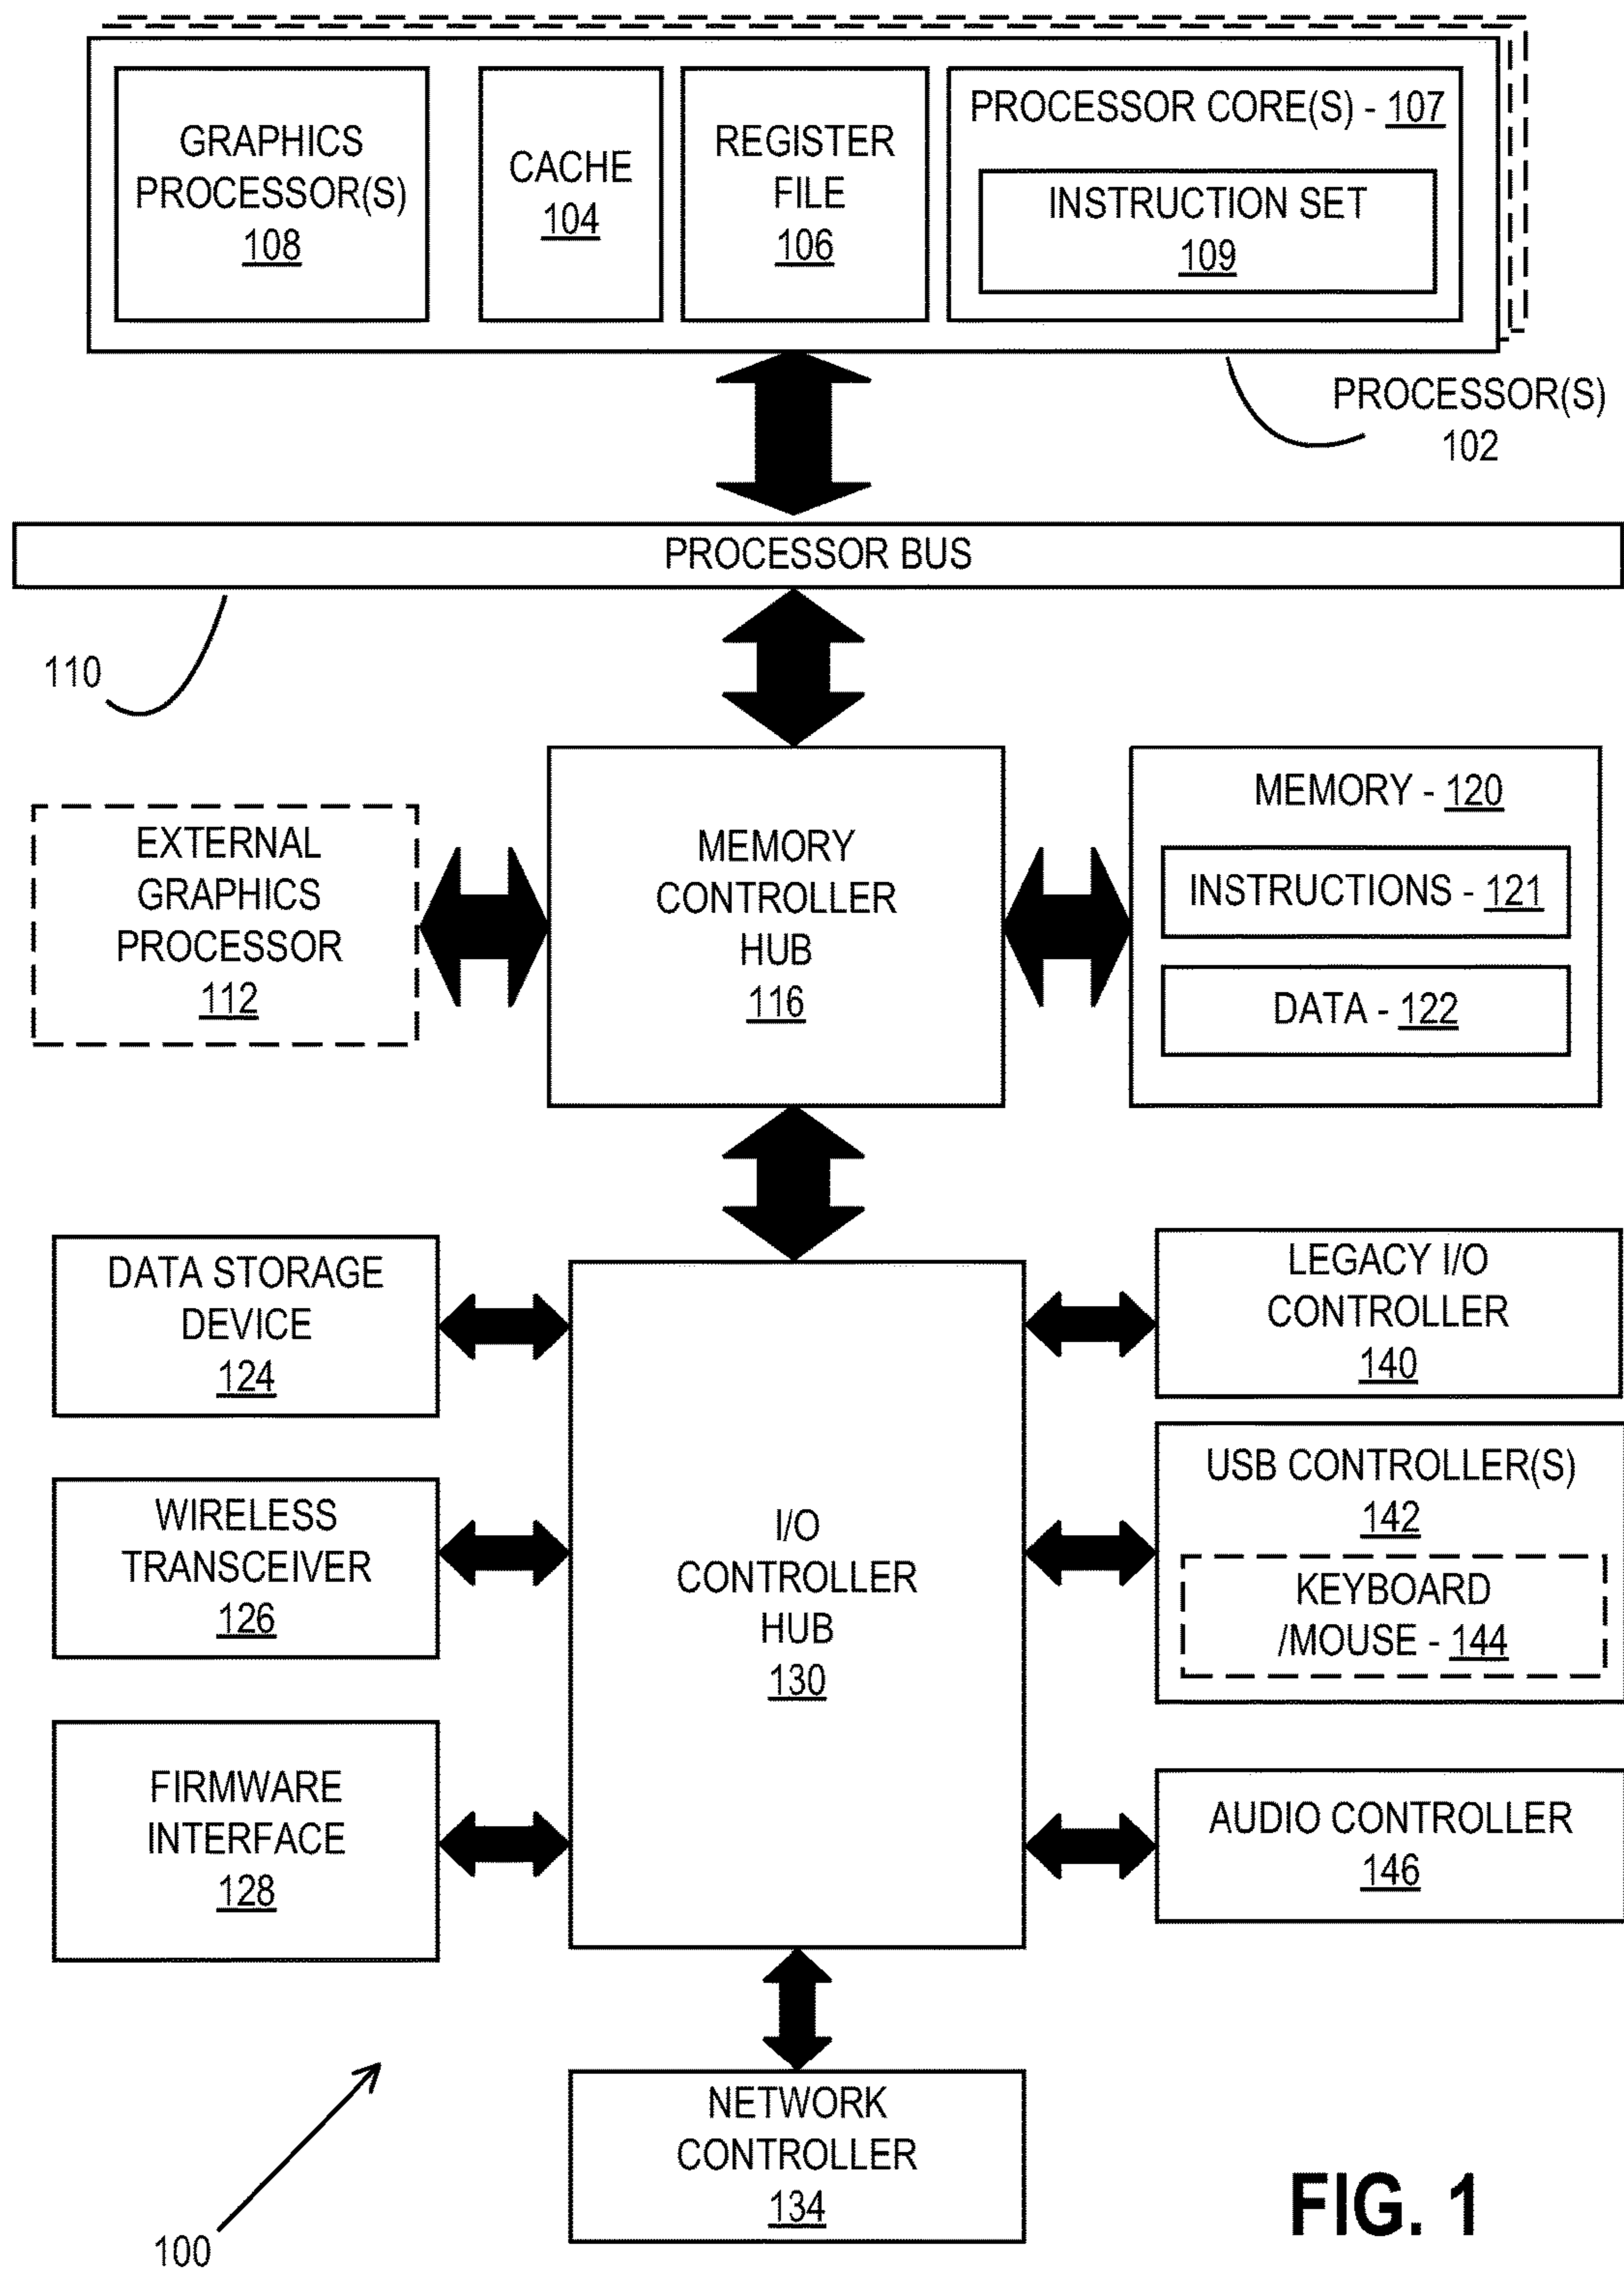 GRAPHICS
PROCESSOR(S)
108
CACHE
104
REGISTER
FILE
106
PROCESSOR CORE(S) - 107
INSTRUCTION SET
109
PROCESSOR(S)
102
PROCESSOR BUS
110
EXTERNAL
GRAPHICS
PROCESSOR
112
MEMORY
CONTROLLER
HUB
116
MEMORY - 120
INSTRUCTIONS - 121
DATA - 122
DATA STORAGE
DEVICE
124
WIRELESS
TRANSCEIVER
126
FIRMWARE
INTERFACE
128
I/O
CONTROLLER
HUB
130
LEGACY I/O
CONTROLLER
140
USB CONTROLLER(S)
142
KEYBOARD
/MOUSE - 144
AUDIO CONTROLLER
146
NETWORK
CONTROLLER
134
100
FIG. 1